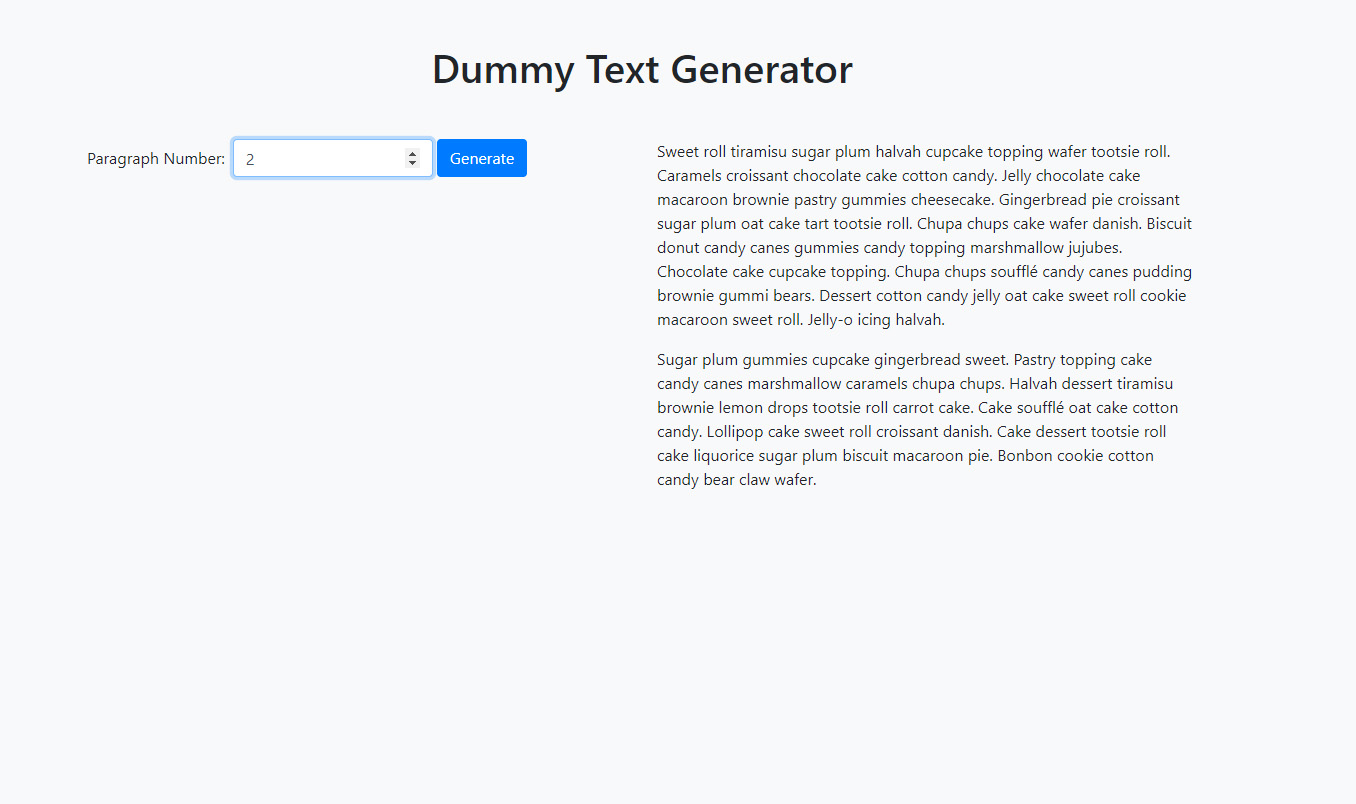 Dummy Text Generator
Paragraph Number: 2 Generate
Sweet roll tiramisu sugar plum halvah cupcake topping wafer tootsie roll.
Caramels croissant chocolate cake cotton candy. Jelly chocolate cake
macaroon brownie pastry gummies cheesecake. Gingerbread pie croissant
sugar plum oat cake tart tootsie roll. Chupa chups cake wafer danish. Biscuit
donut candy canes gummies candy topping marshmallow jujubes.
Chocolate cake cupcake topping. Chupa chups soufflé candy canes pudding
brownie gummi bears. Dessert cotton candy jelly oat cake sweet roll cookie
macaroon sweet roll. Jelly-o icing halvah.
Sugar plum gummies cupcake gingerbread sweet. Pastry topping cake
candy canes marshmallow caramels chupa chups. Halvah dessert tiramisu
brownie lemon drops tootsie roll carrot cake. Cake soufflé oat cake cotton
candy. Lollipop cake sweet roll croissant danish. Cake dessert tootsie roll
cake liquorice sugar plum biscuit macaroon pie. Bonbon cookie cotton
candy bear claw wafer.